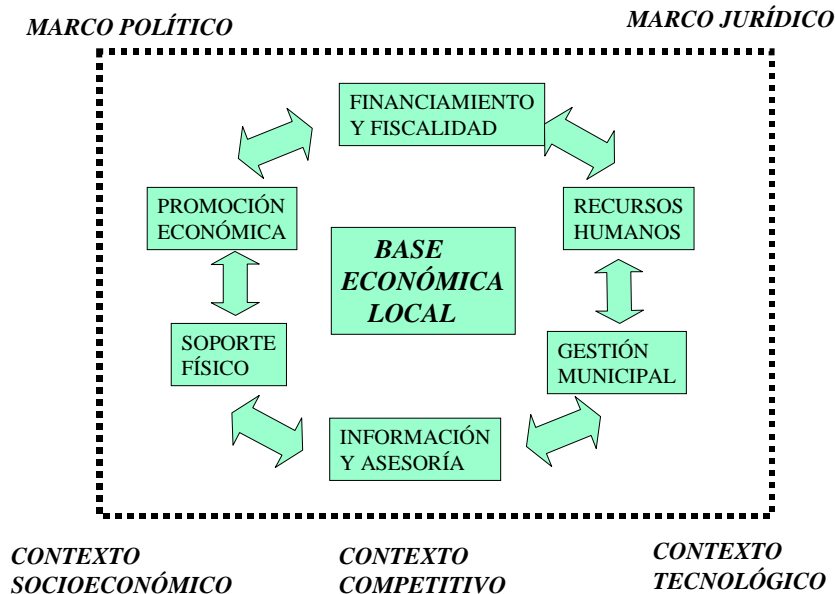 MARCO POLÍTICO
MARCO JURÍDICO
FINANCIAMIENTO
Y FISCALIDAD
PROMOCIÓN
ECONÓMICA
RECURSOS
HUMANOS
BASE
ECONÓMICA
LOCAL
SOPORTE
FÍSICO
GESTIÓN
MUNICIPAL
INFORMACIÓN
Y ASESORÍA
CONTEXTO
SOCIOECONÓMICO
CONTEXTO
COMPETITIVO
CONTEXTO
TECNOLÓGICO